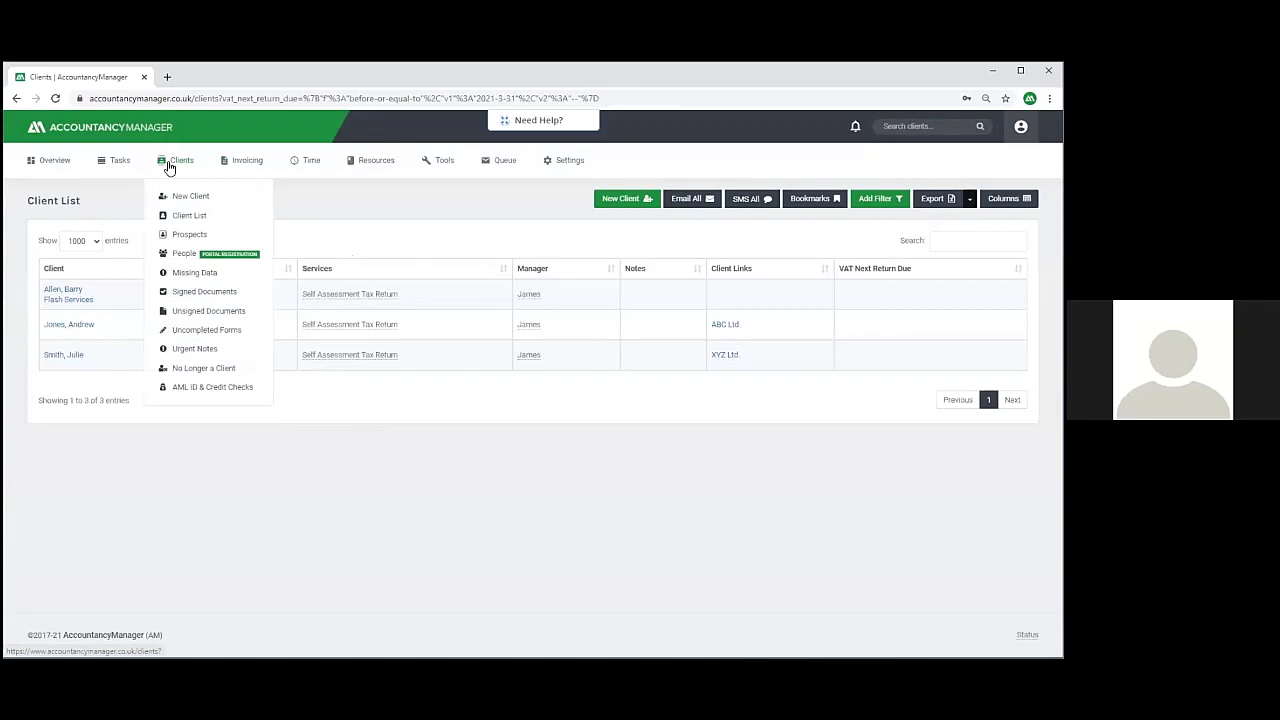 Clients | AccountancyManager
accountancymanager.co.uk/clients?vat_next_return_due=%7B"f"%3A"before-or-equal-to"%2C"v1"%3A"2021-3-31"%2C"v2"%3A"--"%7D
ACCOUNTANCYMANAGER
Need Help?
Search clients...
Overview
Tasks
Clients
Invoicing
Time
Resources
Tools
Queue
Settings
New Client
Client List
Prospects
People PORTAL REGISTRATION
Missing Data
Signed Documents
Unsigned Documents
Uncompleted Forms
Urgent Notes
No Longer a Client
AML ID & Credit Checks
Client List
New Client
Email All
SMS All
Bookmarks
Add Filter
Export
Columns
Show 1000 entries
Search:
Client Services Manager Notes Client Links VAT Next Return Due
Allen, Barry Self Assessment Tax Return James
Flash Services
Jones, Andrew Self Assessment Tax Return James ABC Ltd.
Smith, Julie Self Assessment Tax Return James XYZ Ltd.
Showing 1 to 3 of 3 entries
Previous 1 Next
©2017-21 AccountancyManager (AM)
Status
https://www.accountancymanager.co.uk/clients?